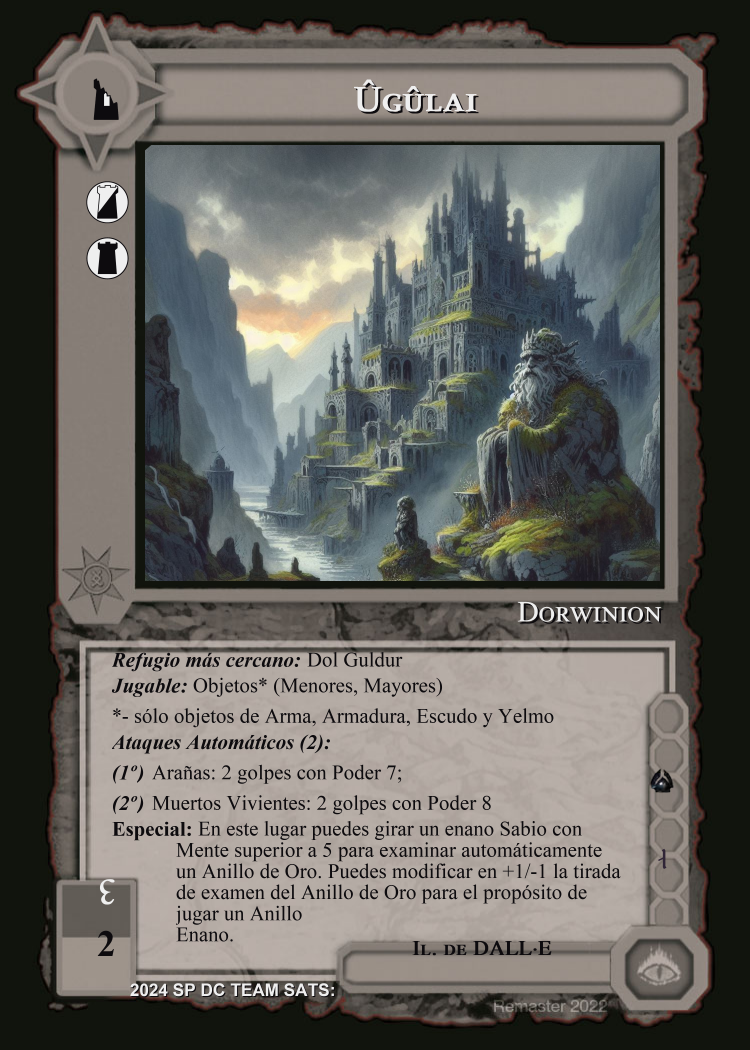 Ûgûlai
Dorwinion
Refugio más cercano: Dol Guldur
Jugable: Objetos* (Menores, Mayores)
*- sólo objetos de Arma, Armadura, Escudo y Yelmo
Ataques Automáticos (2):
(1º) Arañas: 2 golpes con Poder 7;
(2º) Muertos Vivientes: 2 golpes con Poder 8
Especial: En este lugar puedes girar un enano Sabio con
Mente superior a 5 para examinar automáticamente
un Anillo de Oro. Puedes modificar en +1/-1 la tirada
de examen del Anillo de Oro para el propósito de
jugar un Anillo
Enano.
2
Il. de DALL·E
2024 SP DC TEAM SATS:
Remaster 2022